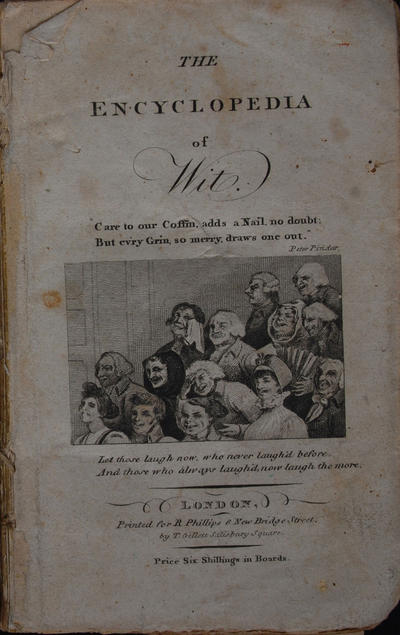 THE
ENCYCLOPEDIA
of
Wit.
"Care to our Coffin, adds a Nail, no doubt;
But evry Grin, so merry, draws one out."
Peter Pindar.
Let those laugh now, who never laugh'd before,
And those who always laugh'd, now laugh the more.
LONDON,
Printed for R. Phillips 6 New Bridge Street,
by T. Gillet Salisbury Square.
Price Six Shillings in Boards.